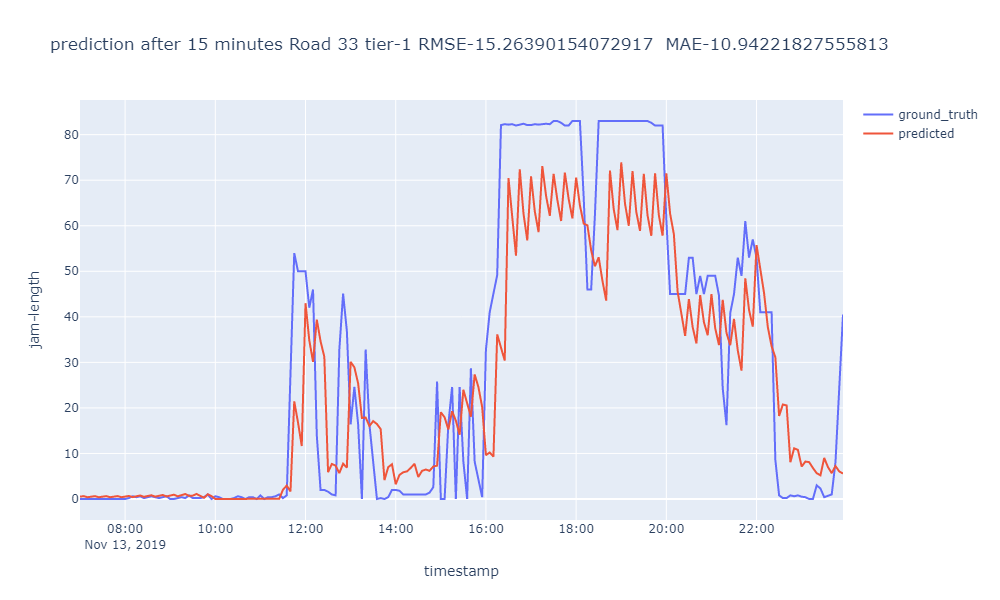 prediction after 15 minutes Road 33 tier-1 RMSE-15.26390154072917  MAE-10.94221827555813
ground_truth
predicted
80
70
60
50
40
30
20
10
0
jam-length
08:00 10:00 12:00 14:00 16:00 18:00 20:00 22:00
Nov 13, 2019
timestamp